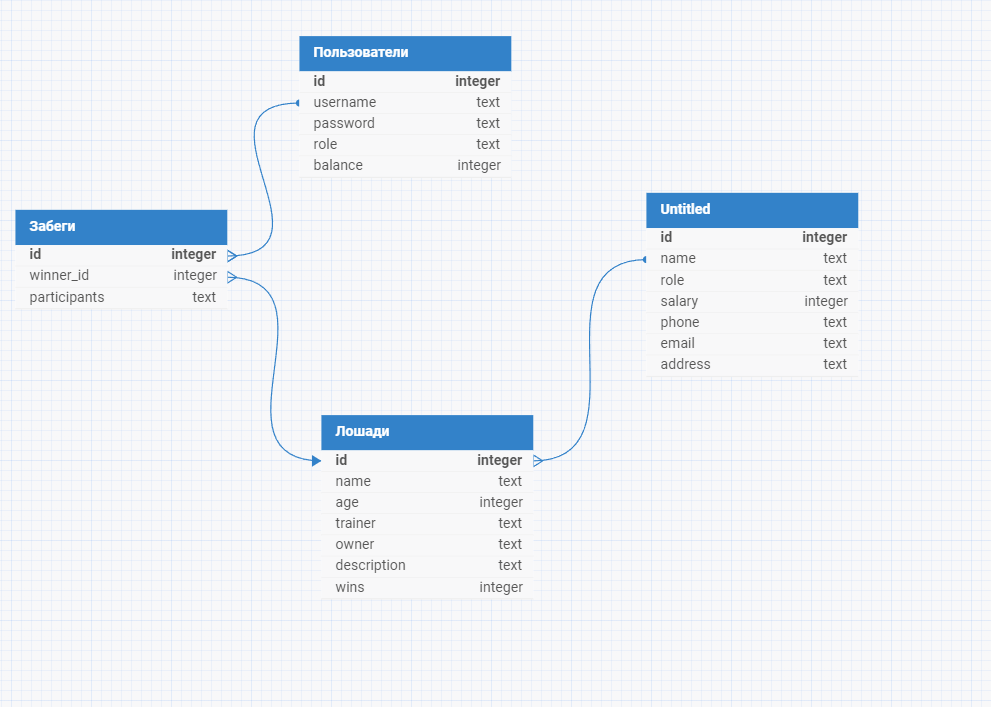 Пользователи
id integer
username text
password text
role text
balance integer
Забеги
id integer
winner_id integer
participants text
Untitled
id integer
name text
role text
salary integer
phone text
email text
address text
Лошади
id integer
name text
age integer
trainer text
owner text
description text
wins integer